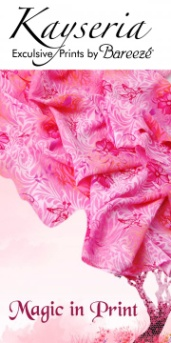 Kayseria
Exculsive Prints by Bareezé
Magic in Print